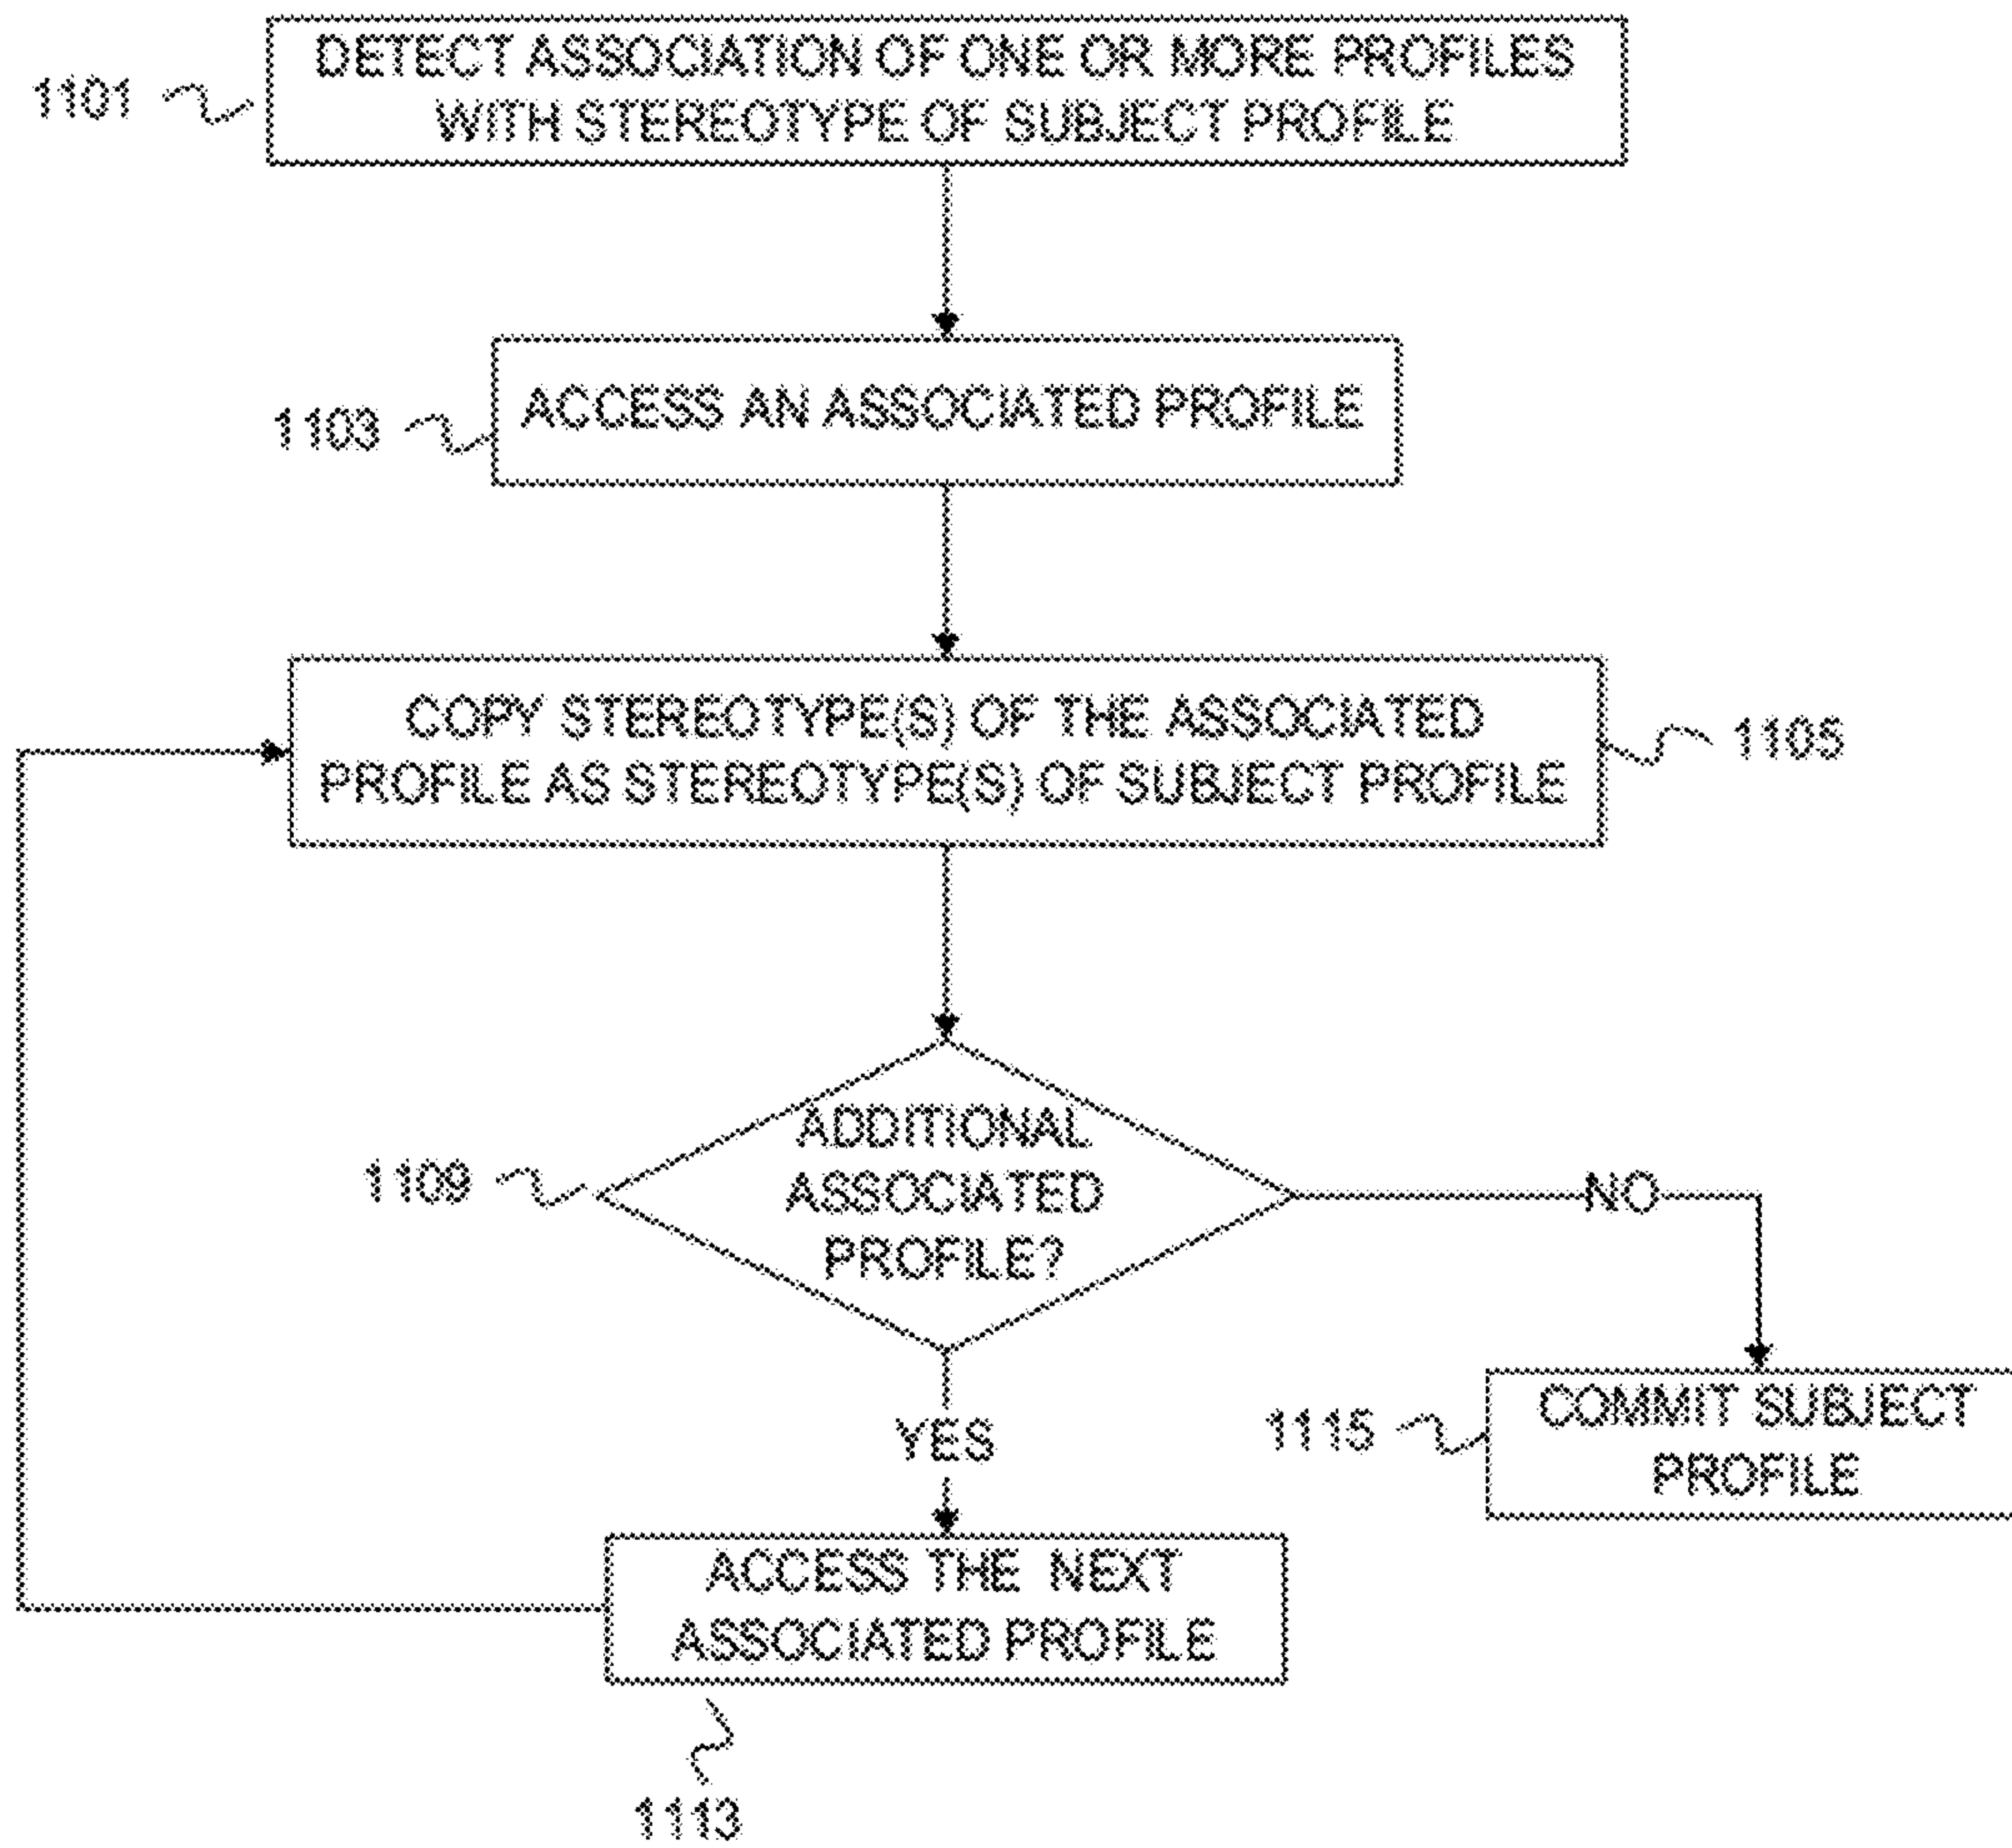 DETECT ASSOCIATION OF ONE OR MORE PROFILES
WITH STEREOTYPE OF SUBJECT PROFILE
1101
ACCESS AN ASSOCIATED PROFILE
1103
COPY STEREOTYPE(S) OF THE ASSOCIATED
PROFILE AS STEREOTYPE(S) OF SUBJECT PROFILE
1105
ADDITIONAL
ASSOCIATED
PROFILE?
1109
NO
YES
COMMIT SUBJECT
PROFILE
1115
ACCESS THE NEXT
ASSOCIATED PROFILE
1113